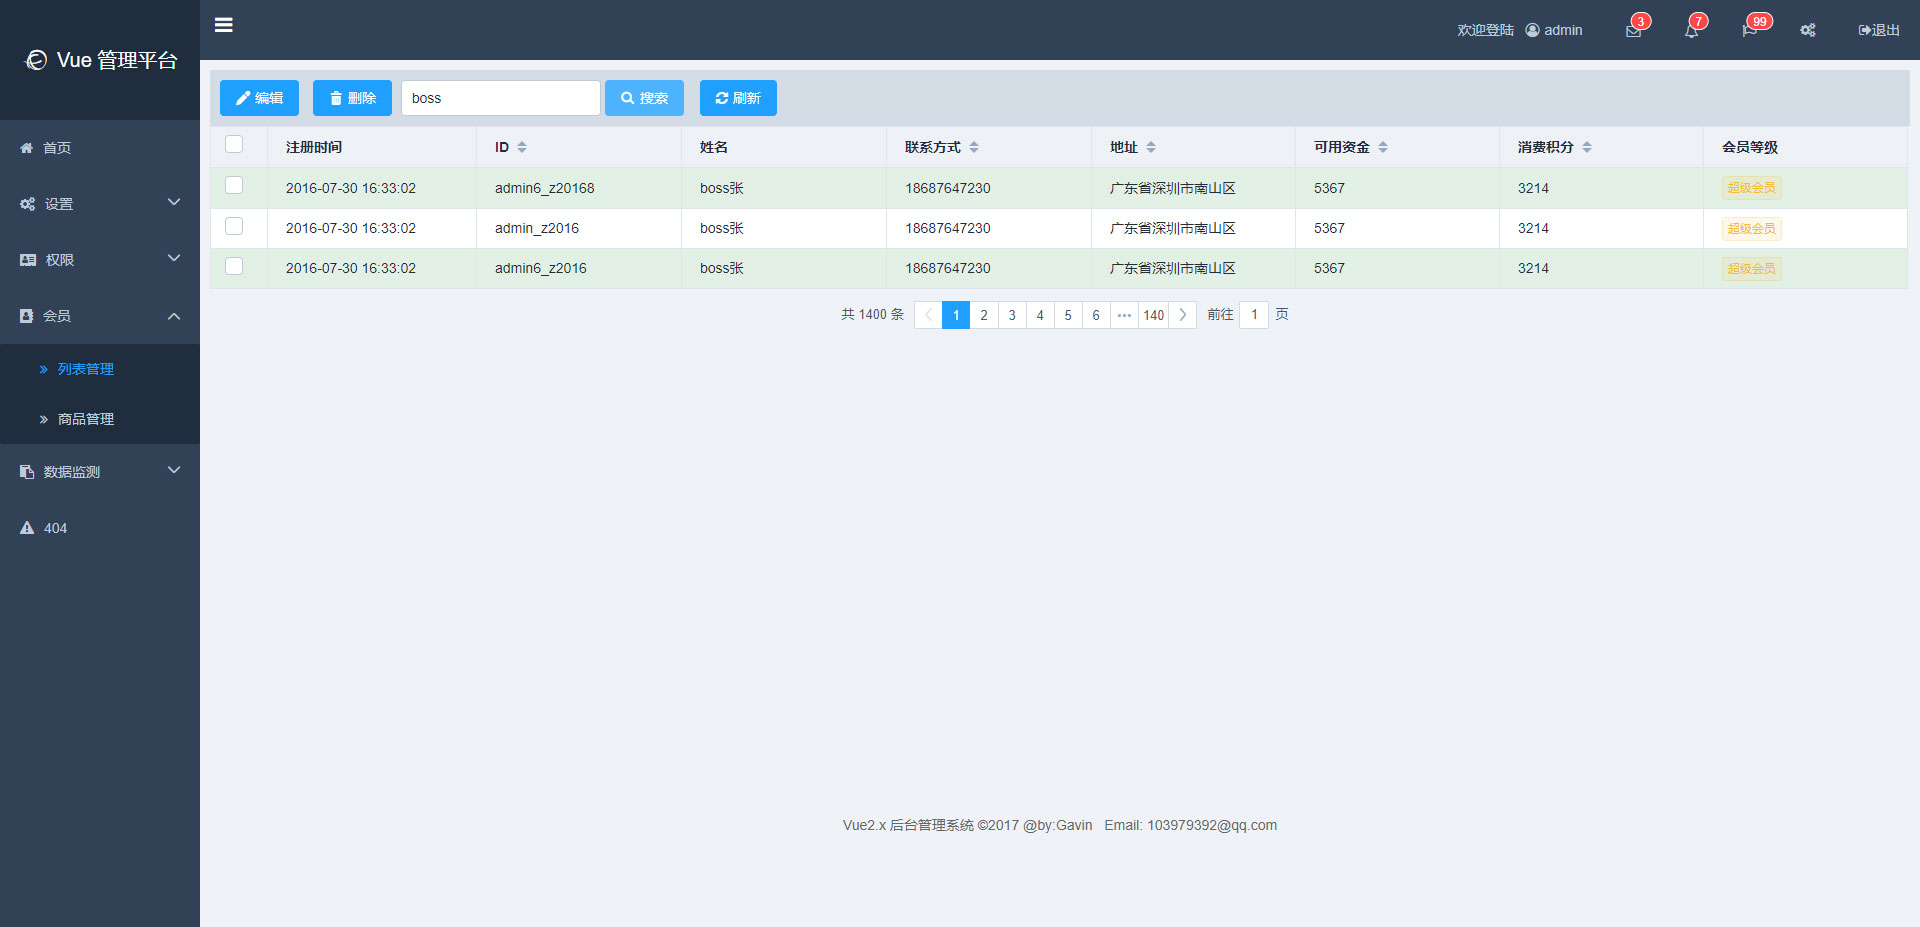 Vue 管理平台
欢迎登陆 admin 3 7 99 退出
首页
设置
权限
会员
列表管理
商品管理
数据监测
404
编辑 删除 boss 搜索 刷新
注册时间 ID 姓名 联系方式 地址 可用资金 消费积分 会员等级
2016-07-30 16:33:02 admin6_z20168 boss张 18687647230 广东省深圳市南山区 5367 3214 超级会员
2016-07-30 16:33:02 admin_z2016 boss张 18687647230 广东省深圳市南山区 5367 3214 超级会员
2016-07-30 16:33:02 admin6_z2016 boss张 18687647230 广东省深圳市南山区 5367 3214 超级会员
共 1400 条 1 2 3 4 5 6 ••• 140 前往 1 页
Vue2.x 后台管理系统 ©2017 @by:Gavin Email: 103979392@qq.com